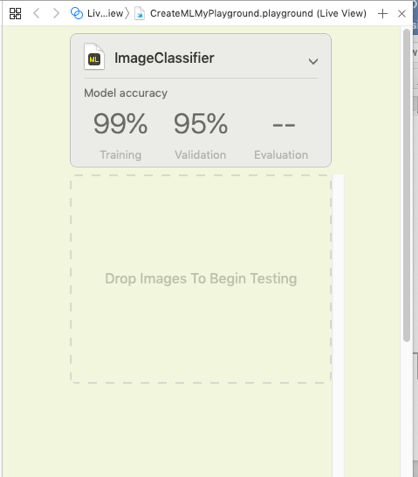 Liv...iew〉 CreateMLMyPlayground.playground (Live View)
ML
ImageClassifier
Model accuracy
99% 95% --
Training Validation Evaluation
Drop Images To Begin Testing